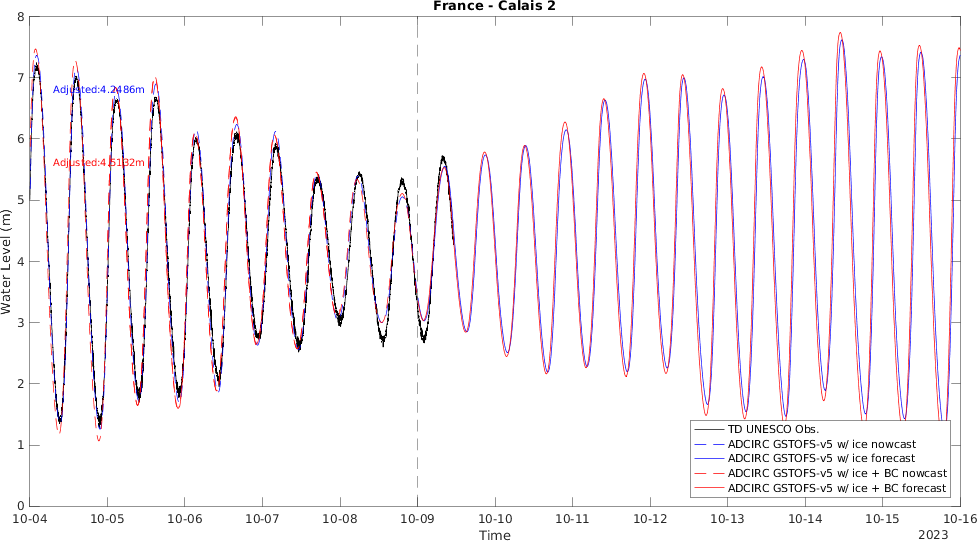 France - Calais 2
8
7
6
5
4
3
2
1
0
Water Level (m)
Adjusted:4.2486m
Adjusted:4.5132m
TD UNESCO Obs.
ADCIRC GSTOFS-v5 w/ ice nowcast
ADCIRC GSTOFS-v5 w/ ice forecast
ADCIRC GSTOFS-v5 w/ ice + BC nowcast
ADCIRC GSTOFS-v5 w/ ice + BC forecast
10-04 10-05 10-06 10-07 10-08 10-09 10-10 10-11 10-12 10-13 10-14 10-15 10-16
Time
2023